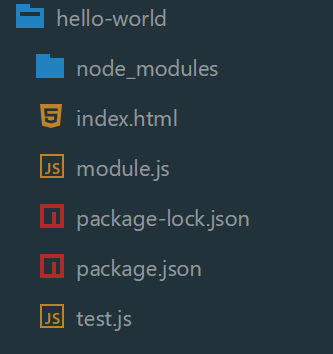 hello-world
node_modules
index.html
module.js
package-lock.json
package.json
test.js